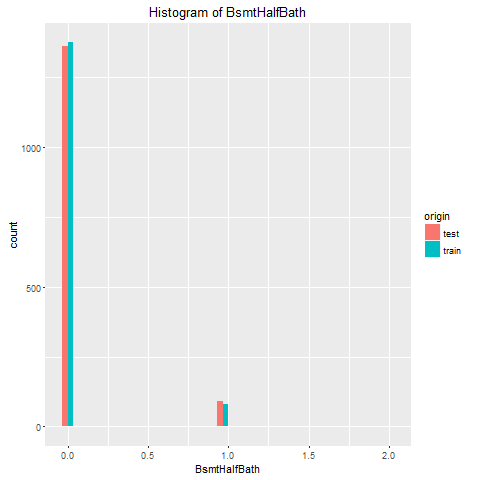 Histogram of BsmtHalfBath
1000
500
0
count
0.0 0.5 1.0 1.5 2.0
BsmtHalfBath
origin
test
train